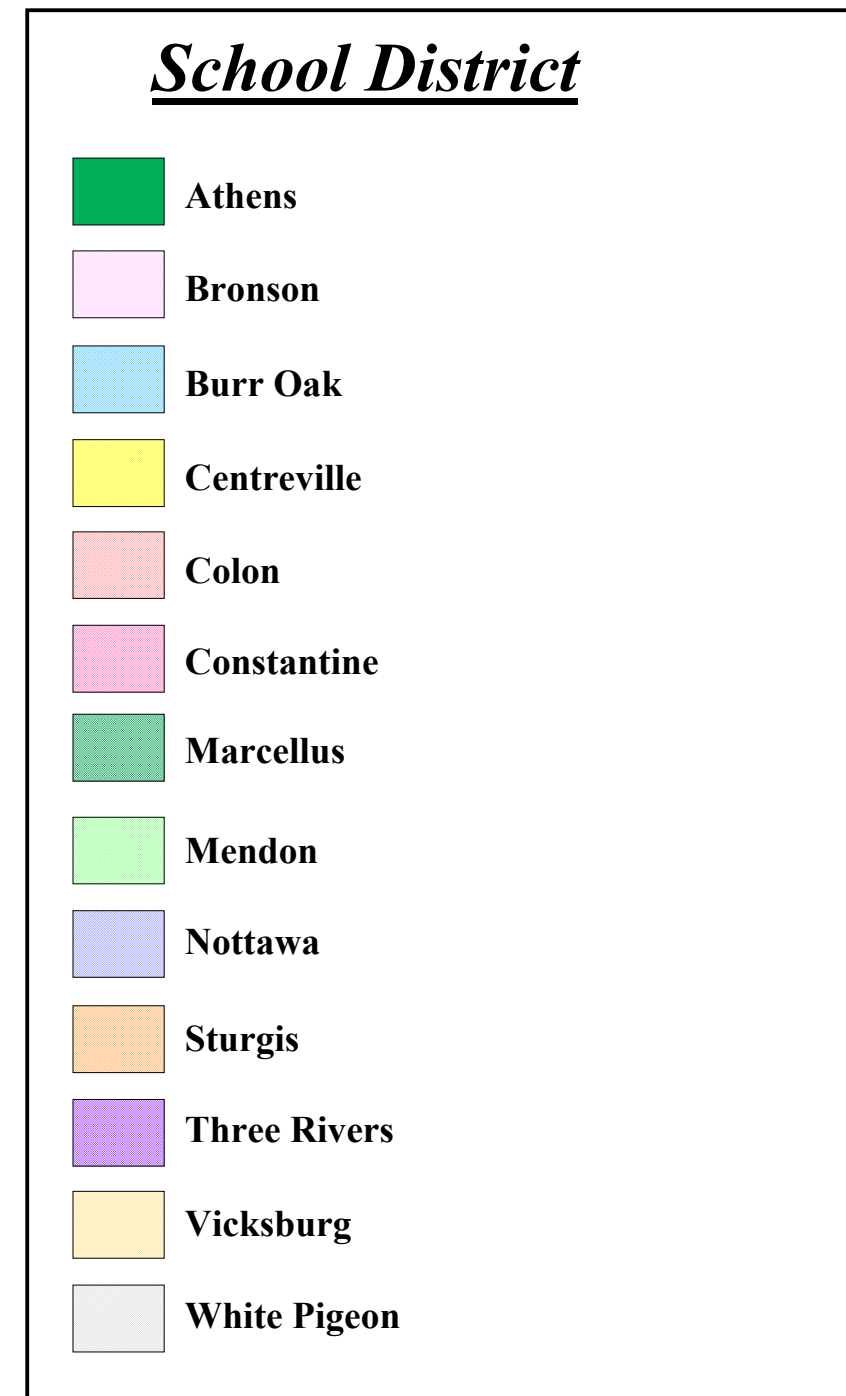 School District
Athens
Bronson
Burr Oak
Centreville
Colon
Constantine
Marcellus
Mendon
Nottawa
Sturgis
Three Rivers
Vicksburg
White Pigeon